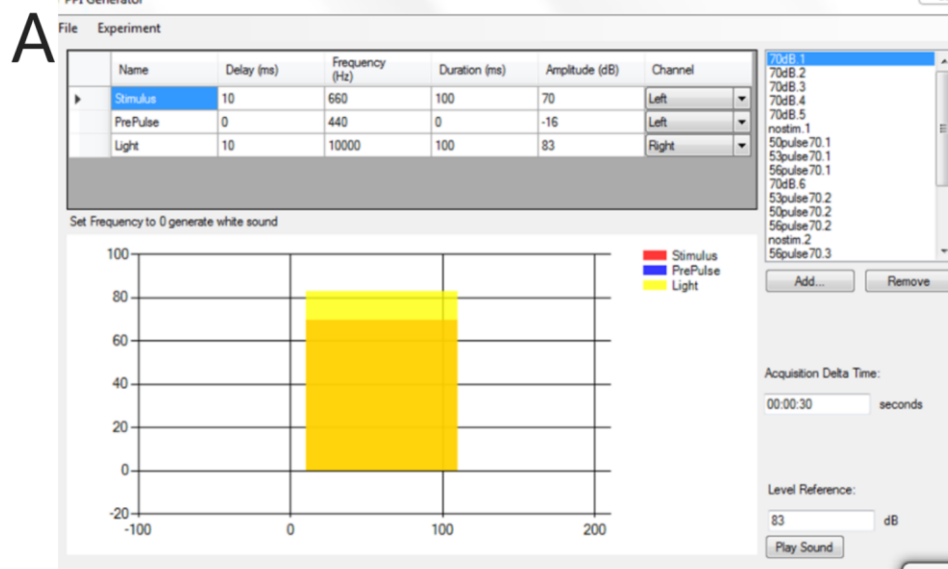 PPI Generator
A
File Experiment
Name Delay (ms) Frequency (Hz) Duration (ms) Amplitude (dB) Channel
Stimulus 10 660 100 70 Left
PrePulse 0 440 0 -16 Left
Light 10 10000 100 83 Right
Set Frequency to 0 generate white sound
100
80
60
40
20
0
-20
-100 0 100 200
Stimulus
PrePulse
Light
70dB.1
70dB.2
70dB.3
70dB.4
70dB.5
nostim.1
50pulse70.1
53pulse70.1
56pulse70.1
70dB.6
53pulse70.2
50pulse70.2
56pulse70.2
nostim.2
56pulse70.3
Add... Remove
Acquisition Delta Time:
00:00:30 seconds
Level Reference:
83 dB
Play Sound